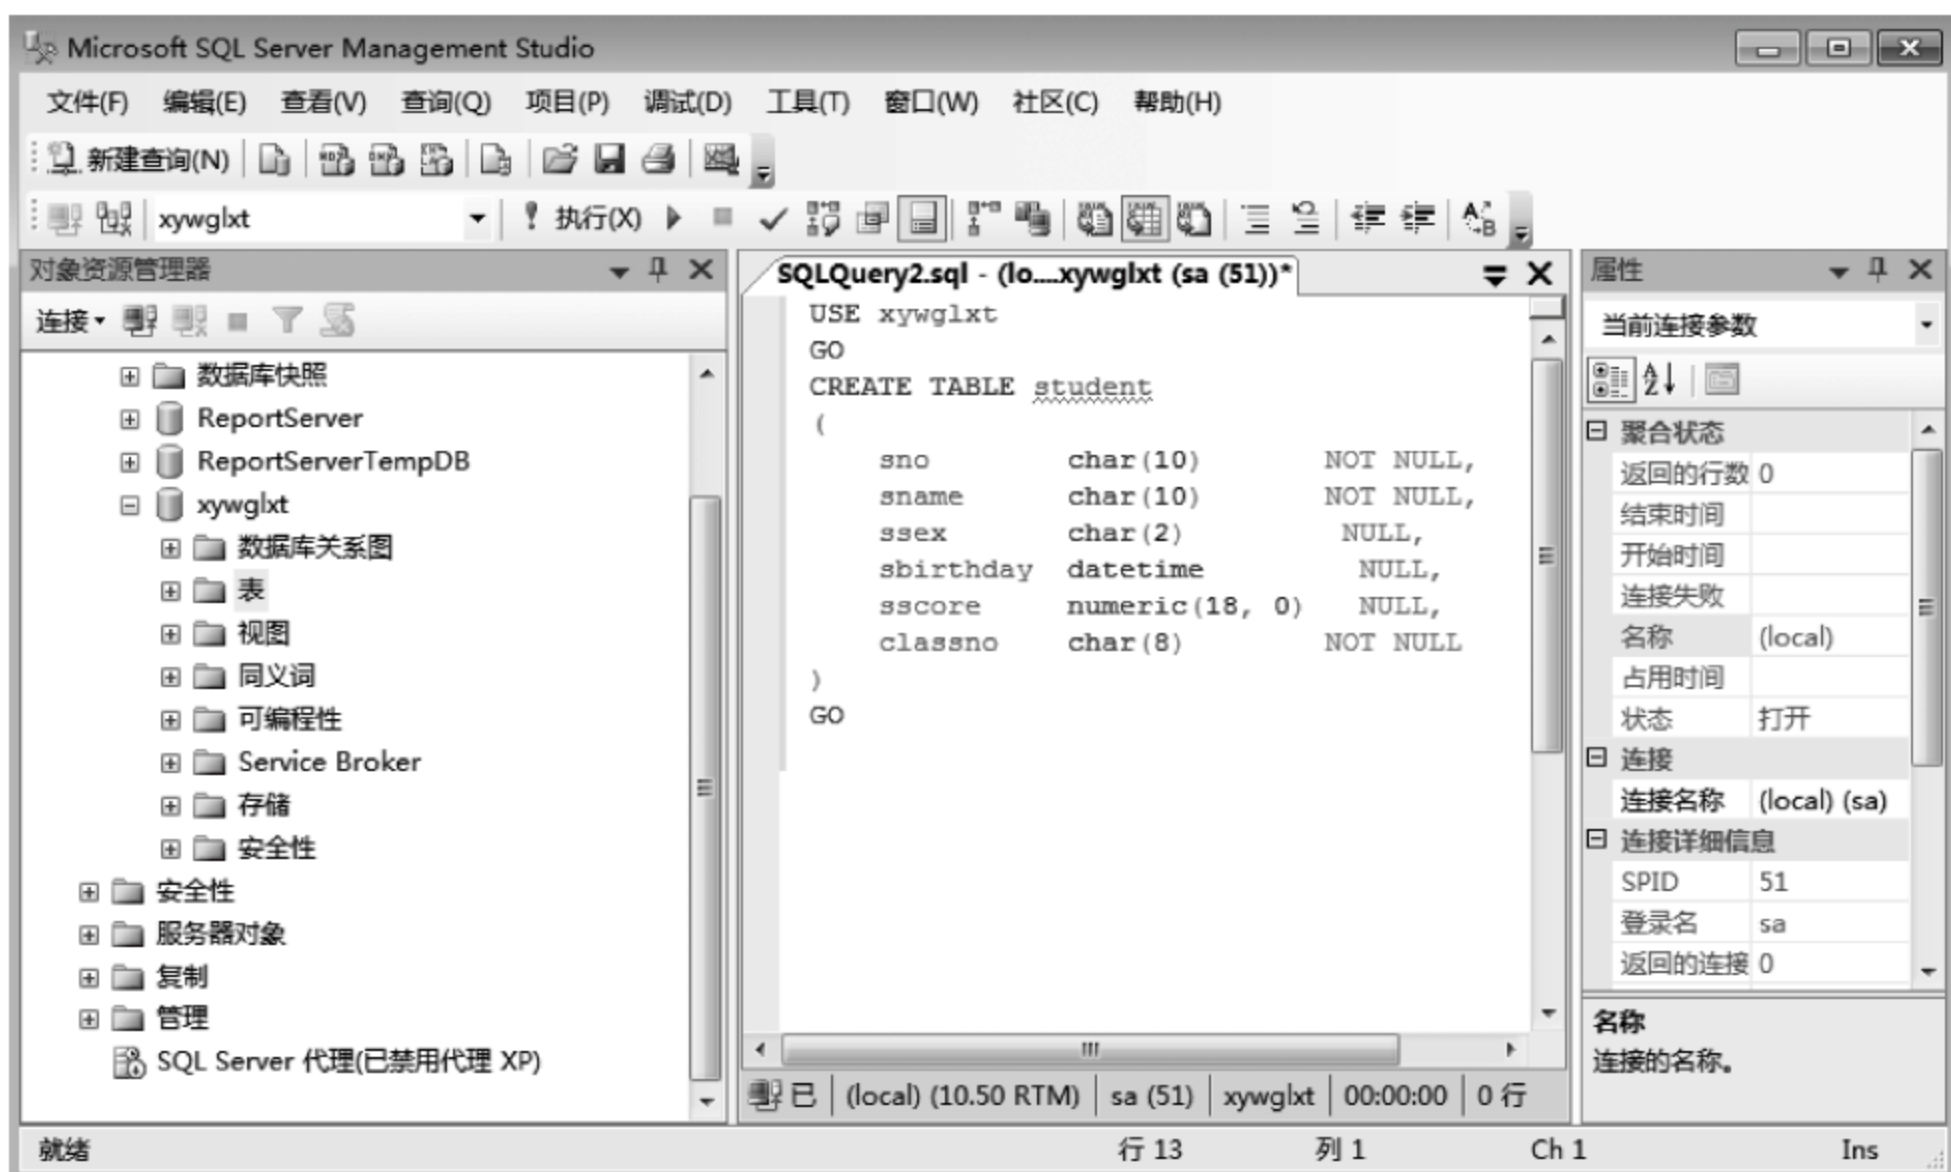 Microsoft SQL Server Management Studio
文件(F) 编辑(E) 查看(V) 查询(Q) 项目(P) 调试(D) 工具(T) 窗口(W) 社区(C) 帮助(H)
新建查询(N)
xywglxt 执行(X)
对象资源管理器
连接
数据库快照
ReportServer
ReportServerTempDB
xywglxt
数据库关系图
表
视图
同义词
可编程性
Service Broker
存储
安全性
安全性
服务器对象
复制
管理
SQL Server 代理(已禁用代理 XP)
SQLQuery2.sql - (lo....xywglxt (sa (51))*
USE xywglxt
GO
CREATE TABLE student
(
sno char(10) NOT NULL,
sname char(10) NOT NULL,
ssex char(2) NULL,
sbirthday datetime NULL,
sscore numeric(18, 0) NULL,
classno char(8) NOT NULL
)
GO
已 (local) (10.50 RTM) sa (51) xywglxt 00:00:00 0 行
属性
当前连接参数
聚合状态
返回的行数 0
结束时间
开始时间
连接失败
名称 (local)
占用时间
状态 打开
连接
连接名称 (local) (sa)
连接详细信息
SPID 51
登录名 sa
返回的连接 0
名称
连接的名称。
就绪 行 13 列 1 Ch 1 Ins